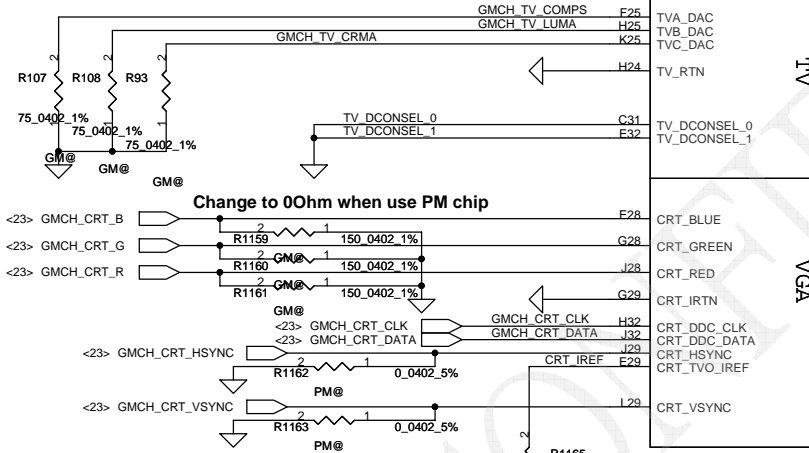 GMCH_TV_COMPS F25 TVA_DAC
GMCH_TV_LUMA H25 TVB_DAC
GMCH_TV_CRMA K25 TVC_DAC
2 2 2
R107 R108 R93
H24 TV_RTN
TV
75_0402_1%
75_0402_1%
75_0402_1%
1 1 1
TV_DCONSEL_0 C31 TV_DCONSEL_0
TV_DCONSEL_1 E32 TV_DCONSEL_1
GM@
GM@
GM@
Change to 0Ohm when use PM chip
<23> GMCH_CRT_B E28 CRT_BLUE
2 1
R1159 150_0402_1%
<23> GMCH_CRT_G G28 CRT_GREEN
2 1
R1160 GM@ 150_0402_1%
<23> GMCH_CRT_R J28 CRT_RED
2 1
R1161 GM@ 150_0402_1%
VGA
G29 CRT_IRTN
GM@
<23> GMCH_CRT_CLK GMCH_CRT_CLK H32 CRT_DDC_CLK
<23> GMCH_CRT_DATA GMCH_CRT_DATA J32 CRT_DDC_DATA
<23> GMCH_CRT_HSYNC J29 CRT_HSYNC
CRT_IREF E29 CRT_TVO_IREF
2 1
R1162 0_0402_5%
PM@
<23> GMCH_CRT_VSYNC L29 CRT_VSYNC
2 1
R1163 0_0402_5%
PM@
2
R1165